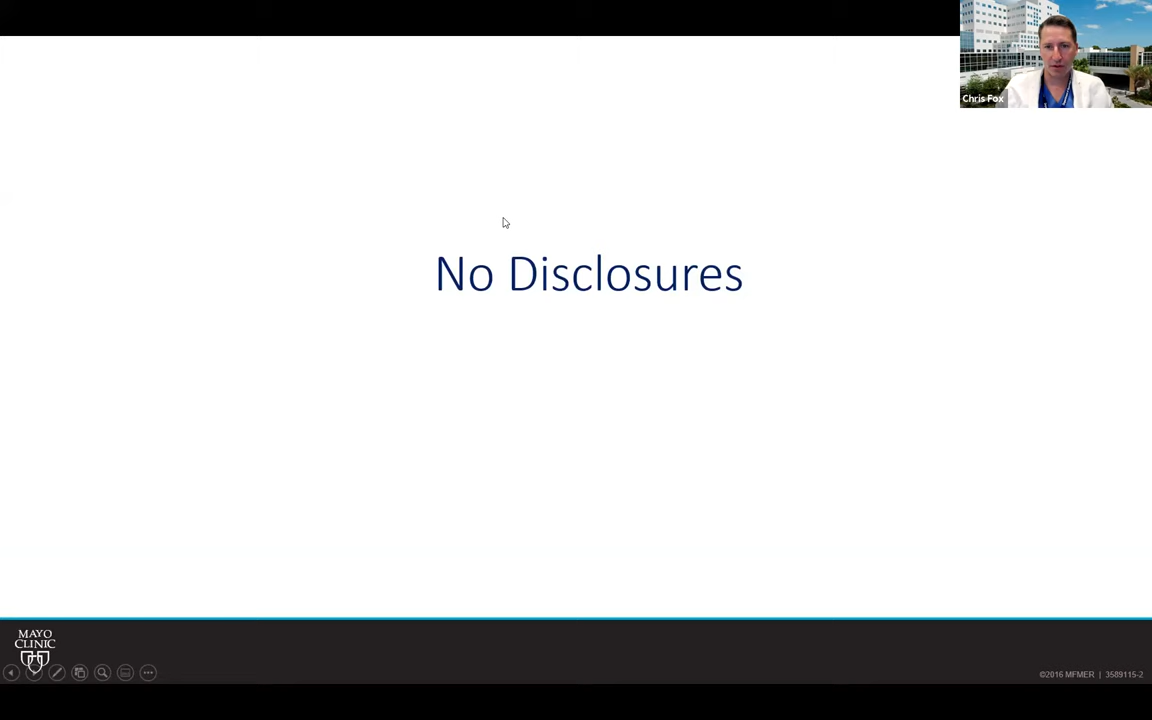 Chris Fox
No Disclosures
MAYO
CLINIC
©2016 MFMER | 3589115-2